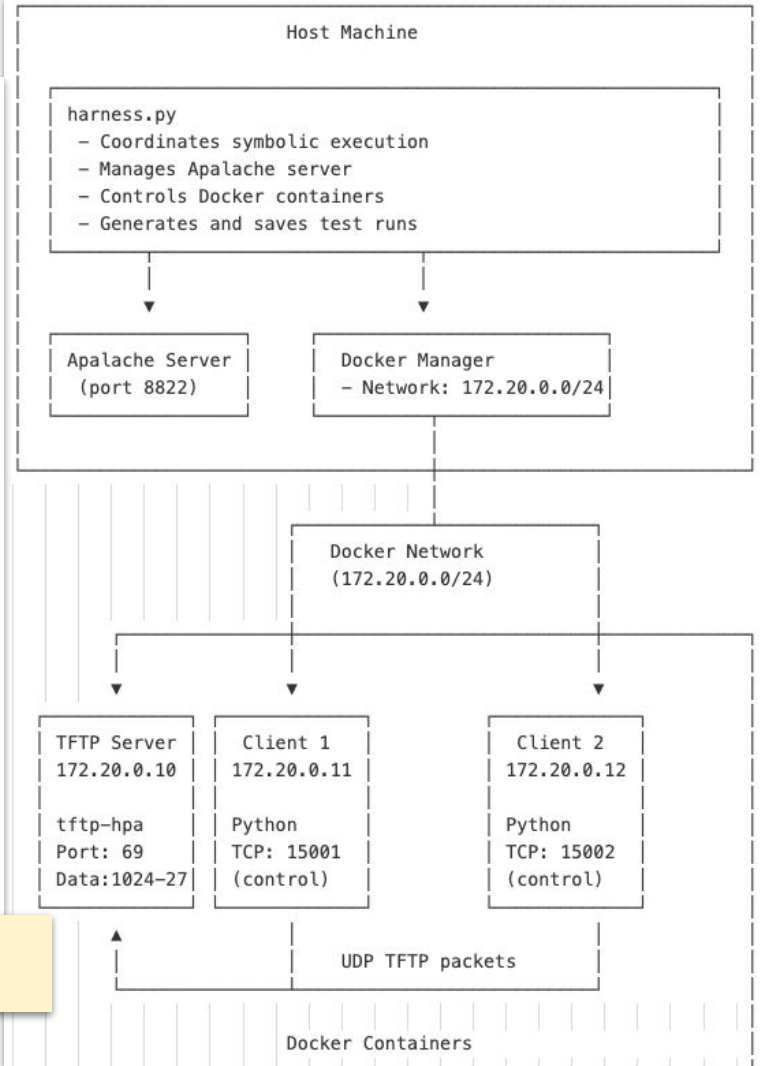 Host Machine
harness.py
- Coordinates symbolic execution
- Manages Apalache server
- Controls Docker containers
- Generates and saves test runs
Apalache Server
(port 8822)
Docker Manager
- Network: 172.20.0.0/24
Docker Network
(172.20.0.0/24)
TFTP Server
172.20.0.10
tftp-hpa
Port: 69
Data:1024-27
Client 1
172.20.0.11
Python
TCP: 15001
(control)
Client 2
172.20.0.12
Python
TCP: 15002
(control)
UDP TFTP packets
Docker Containers